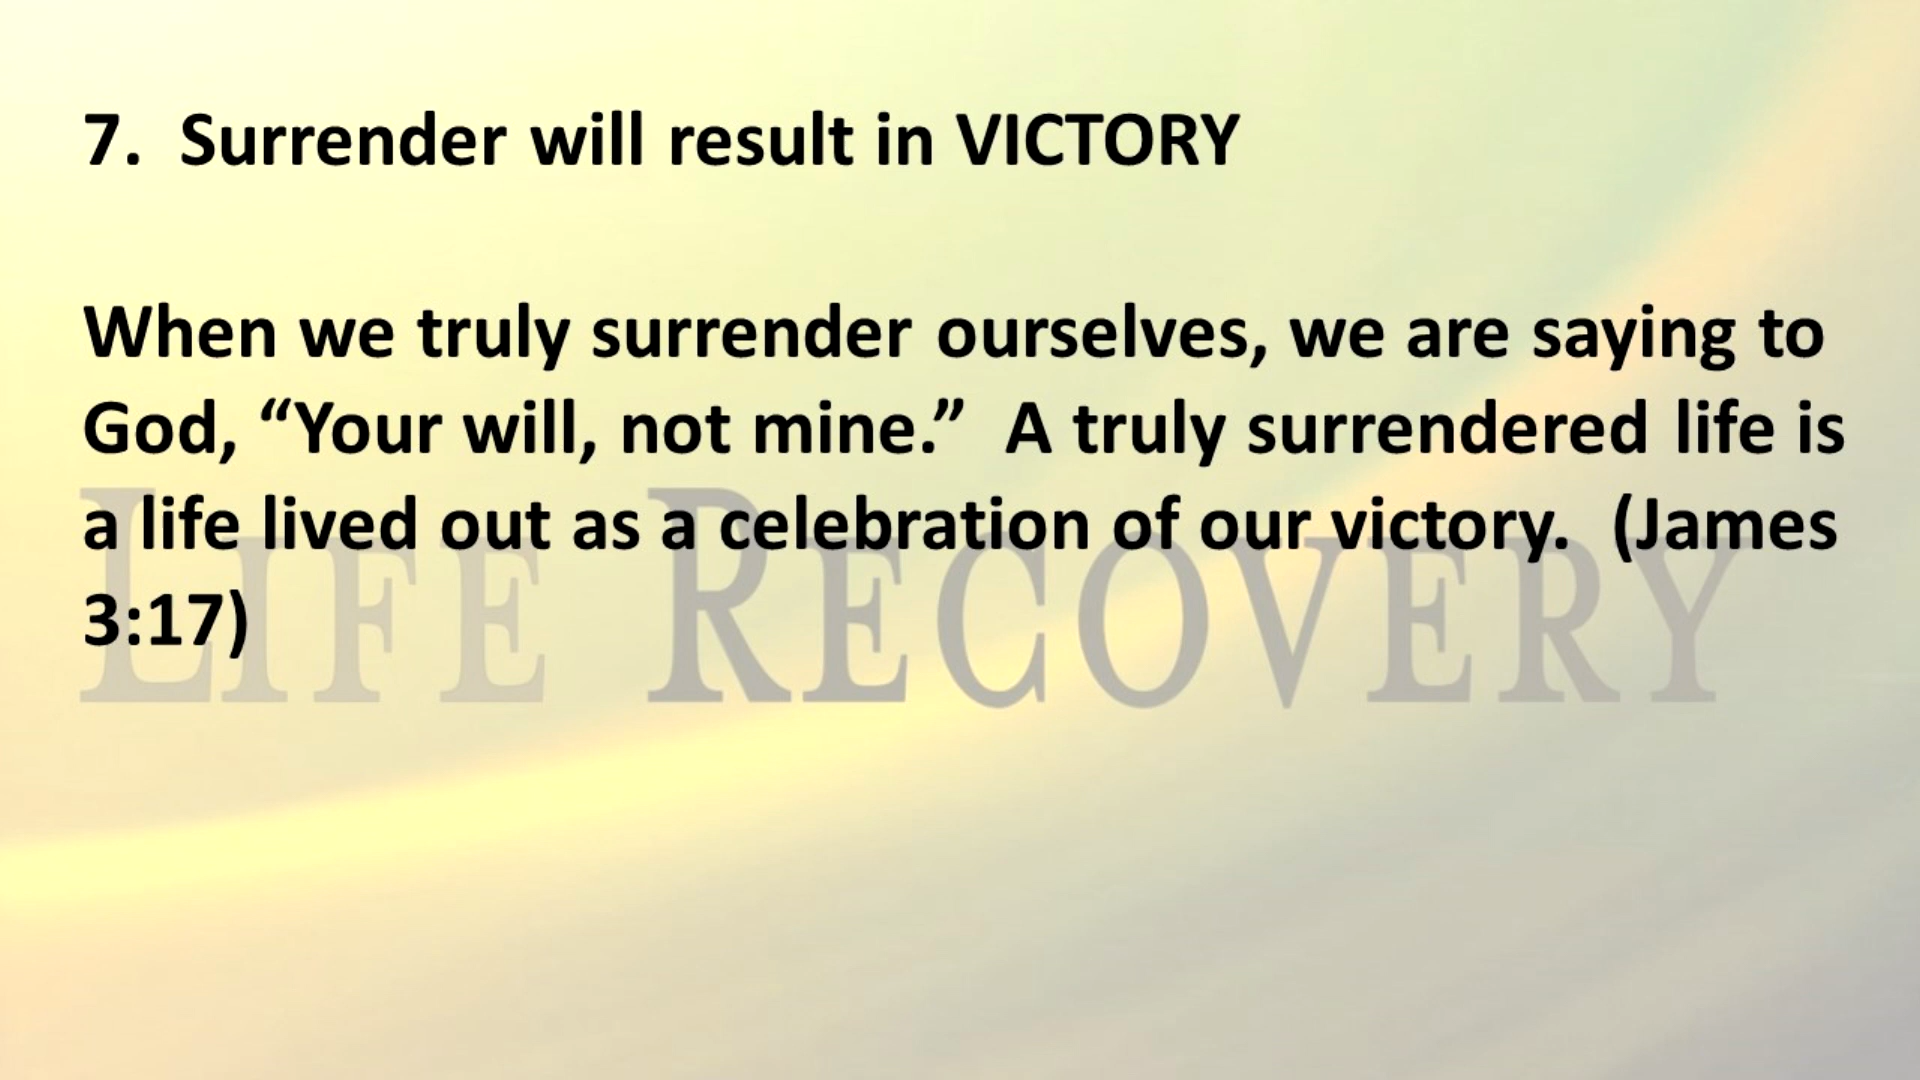 7.  Surrender will result in VICTORY
When we truly surrender ourselves, we are saying to
God, “Your will, not mine.”  A truly surrendered life is
a life lived out as a celebration of our victory.  (James
3:17)
LIFE RECOVERY